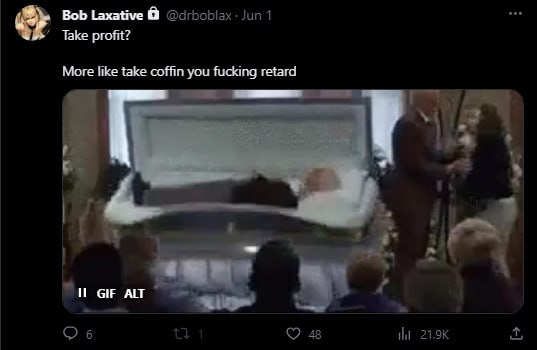 Bob Laxative @drboblax · Jun 1
Take profit?
More like take coffin you fucking retard
GIF ALT
6 1 48 21.9K